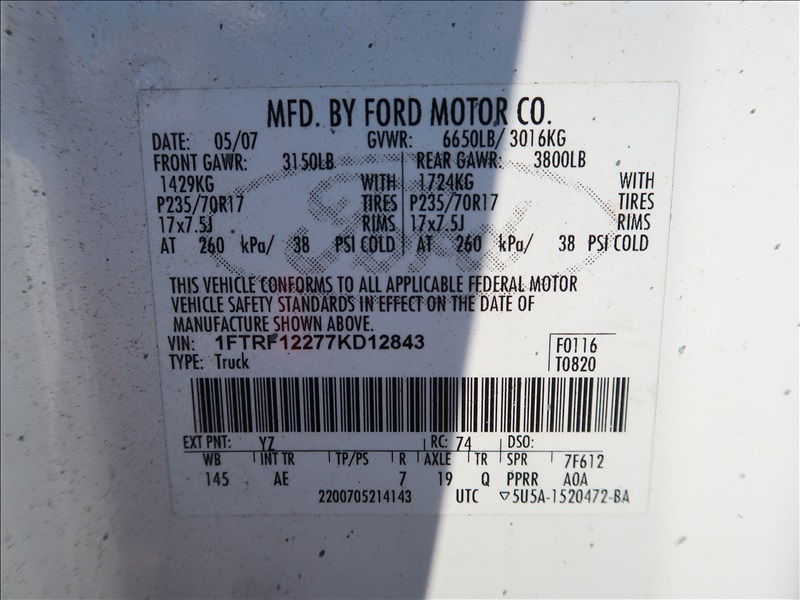 MFD. BY FORD MOTOR CO.
DATE: 05/07 GVWR: 6650LB/ 3016KG
FRONT GAWR: 3150LB REAR GAWR: 3800LB
1429KG WITH 1724KG WITH
P235/70R17 TIRES P235/70R17 TIRES
17x7.5J RIMS 17x7.5J RIMS
AT 260 kPa/ 38 PSI COLD AT 260 kPa/ 38 PSI COLD
THIS VEHICLE CONFORMS TO ALL APPLICABLE FEDERAL MOTOR
VEHICLE SAFETY STANDARDS IN EFFECT ON THE DATE OF
MANUFACTURE SHOWN ABOVE.
VIN: 1FTRF12277KD12843 F0116
TYPE: Truck T0820
EXT PNT: YZ RC: 74 DSO:
WB INT TR TP/PS R AXLE TR SPR 7F612
145 AE 7 19 Q PPRR AOA
2200705214143 UTC ▽5U5A-1520472-BA